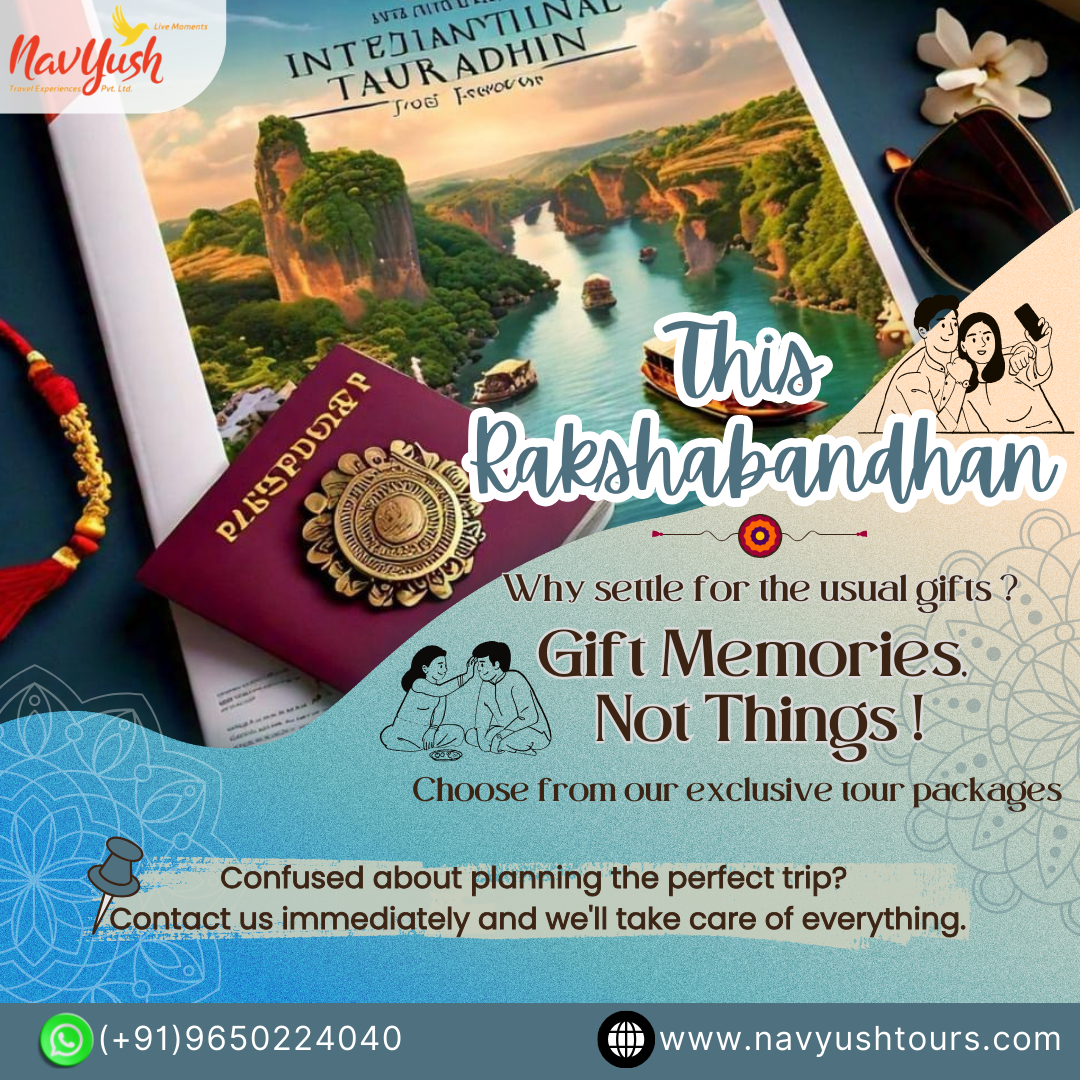 Live Moments
NavYush
Travel Experiences Pvt. Ltd.
TAUR ADHIN
This
Rakshabandhan
Why settle for the usual gifts ?
Gift Memories,
Not Things !
Choose from our exclusive tour packages
Confused about planning the perfect trip?
Contact us immediately and we'll take care of everything.
(+91)9650224040
www.navyushtours.com